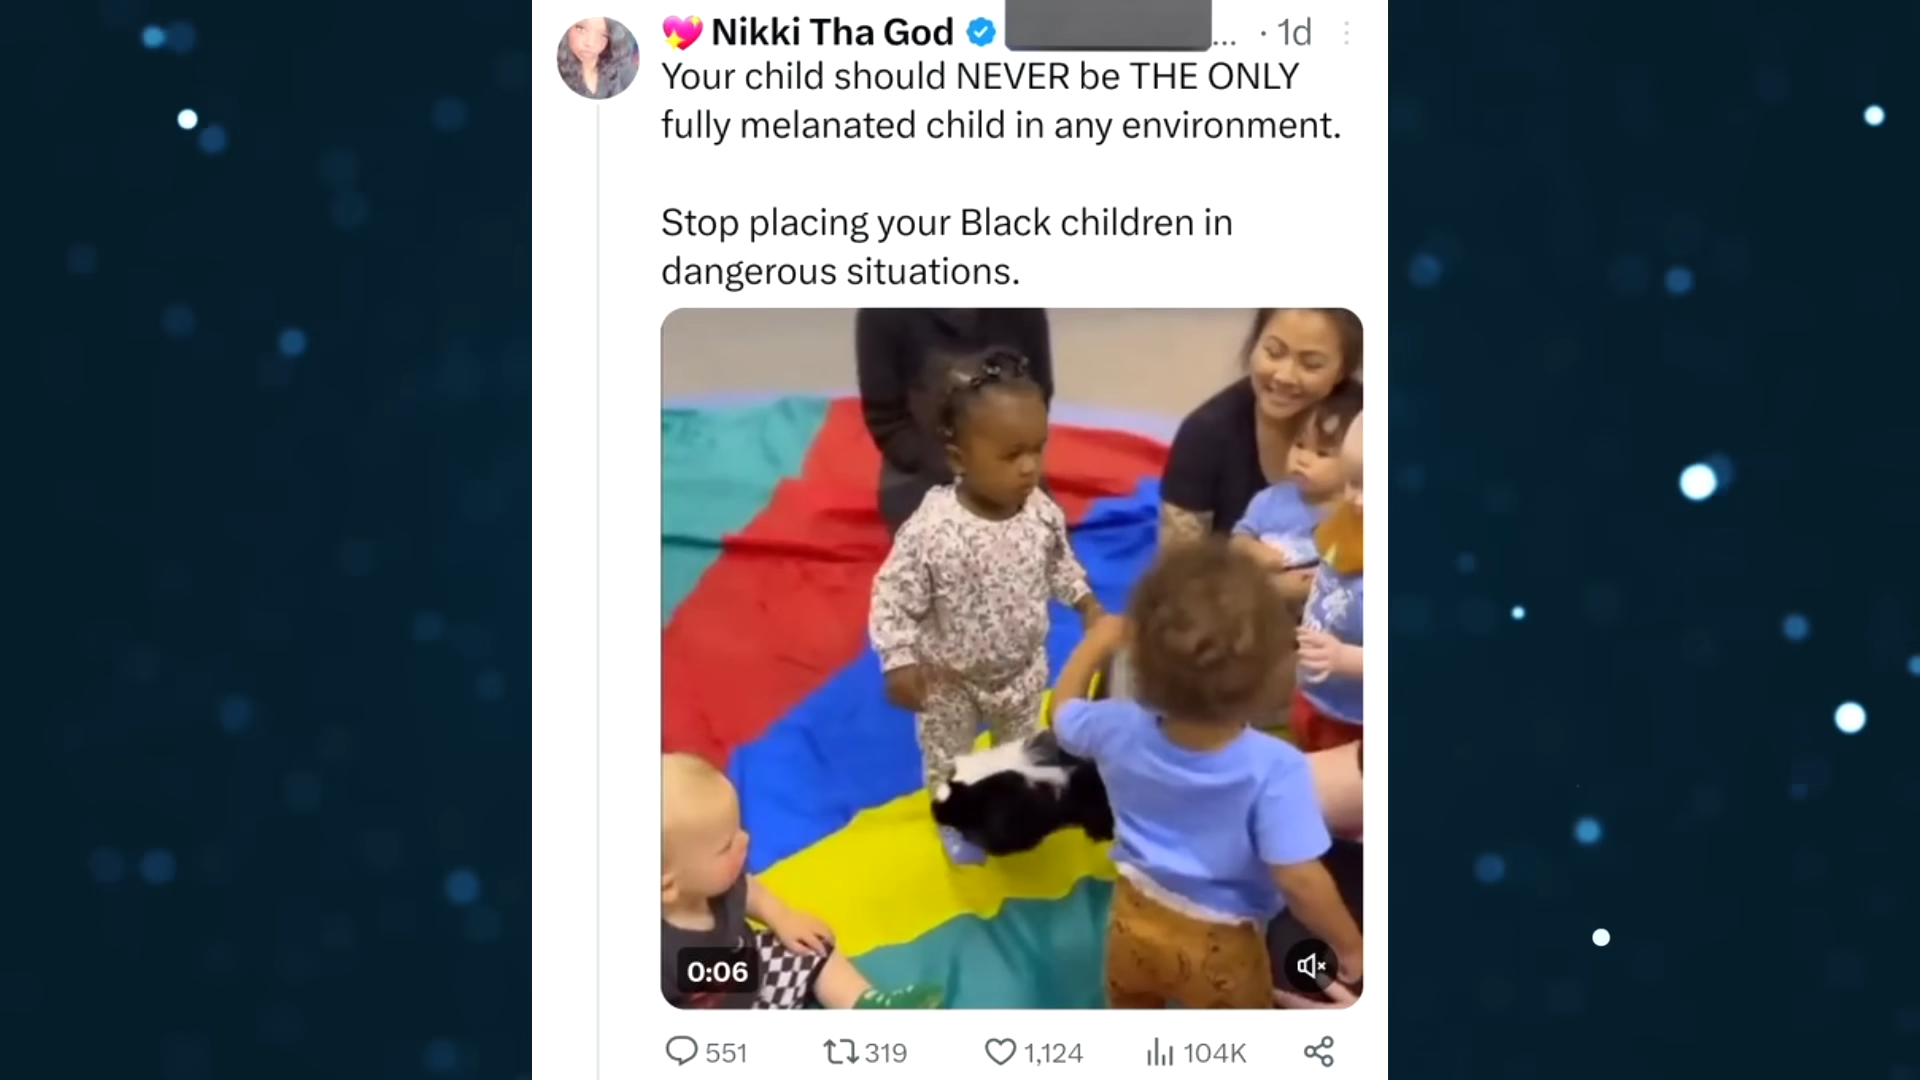 💖 Nikki Tha God ... · 1d
Your child should NEVER be THE ONLY
fully melanated child in any environment.
Stop placing your Black children in
dangerous situations.
0:06
551 319 1,124 104K